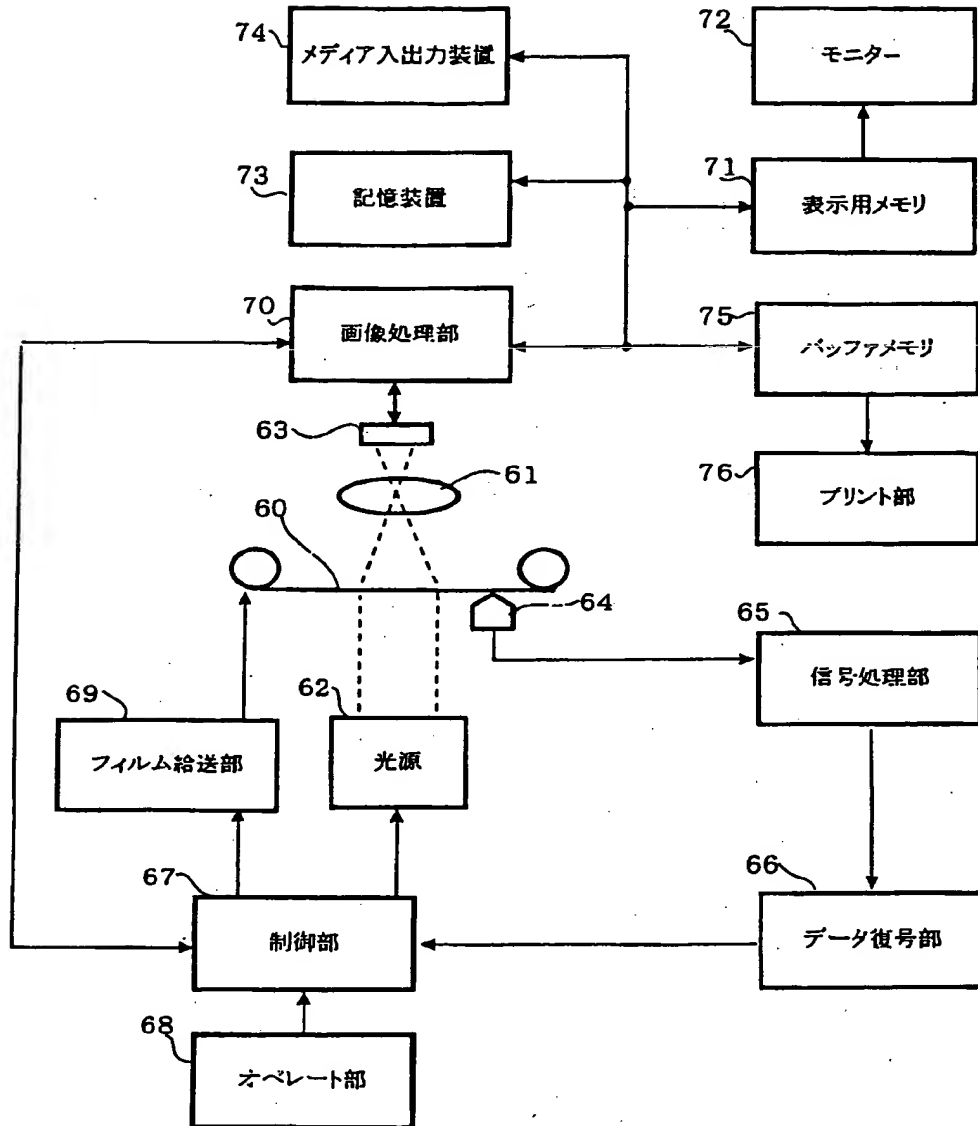 74
メディア入出力装置
72
モニター
73
記憶装置
71
表示用メモリ
70
画像処理部
75
バッファメモリ
63
61
76
プリント部
60
64
65
信号処理部
69
フィルム給送部
62
光源
67
制御部
66
データ復号部
68
オペレート部